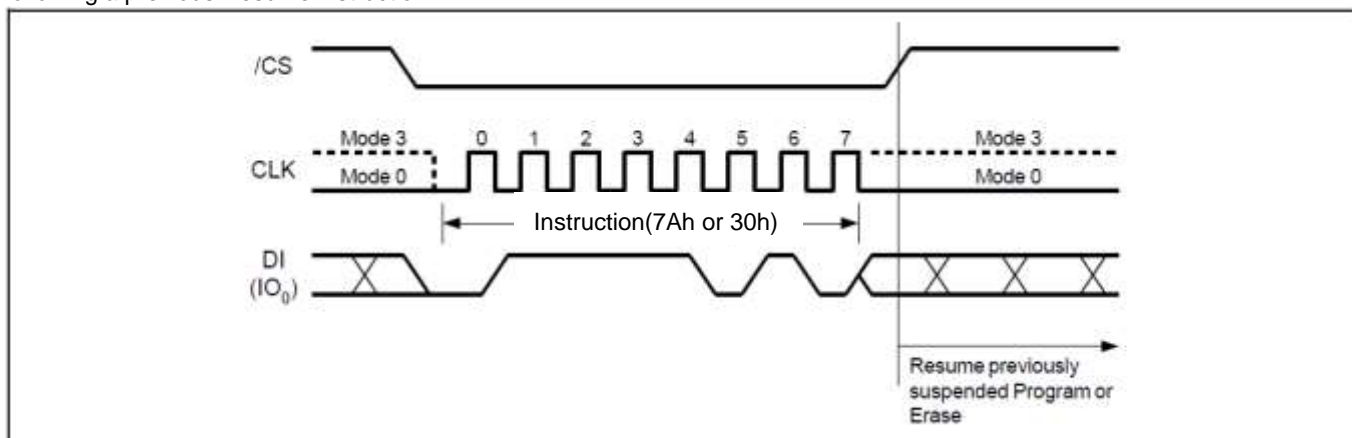 /CS
Mode 3 0 1 2 3 4 5 6 7 Mode 3
CLK
Mode 0 Mode 0
Instruction(7Ah or 30h)
DI
(IO₀)
Resume previously
suspended Program or
Erase